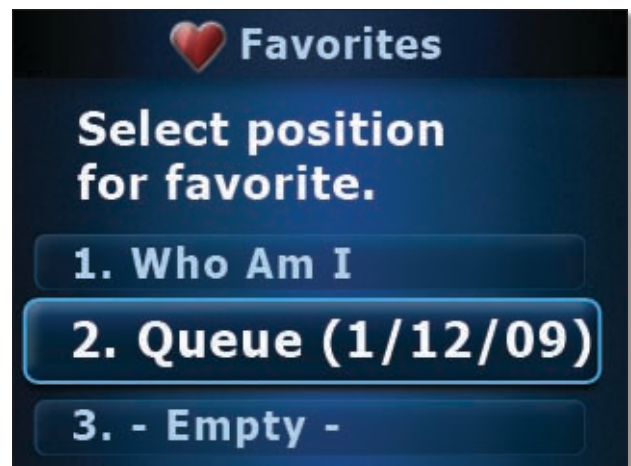 Favorites
Select position
for favorite.
1. Who Am I
2. Queue (1/12/09)
3. - Empty -